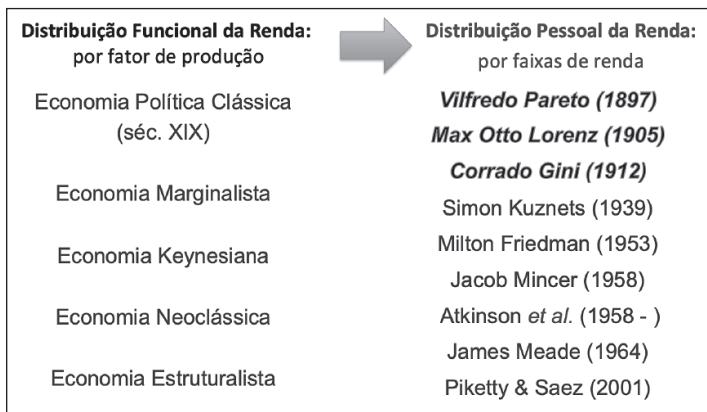 Distribuição Funcional da Renda:
por fator de produção
Economia Política Clássica
(séc. XIX)
Economia Marginalista
Economia Keynesiana
Economia Neoclássica
Economia Estruturalista
Distribuição Pessoal da Renda:
por faixas de renda
Vilfredo Pareto (1897)
Max Otto Lorenz (1905)
Corrado Gini (1912)
Simon Kuznets (1939)
Milton Friedman (1953)
Jacob Mincer (1958)
Atkinson et al. (1958 - )
James Meade (1964)
Piketty & Saez (2001)